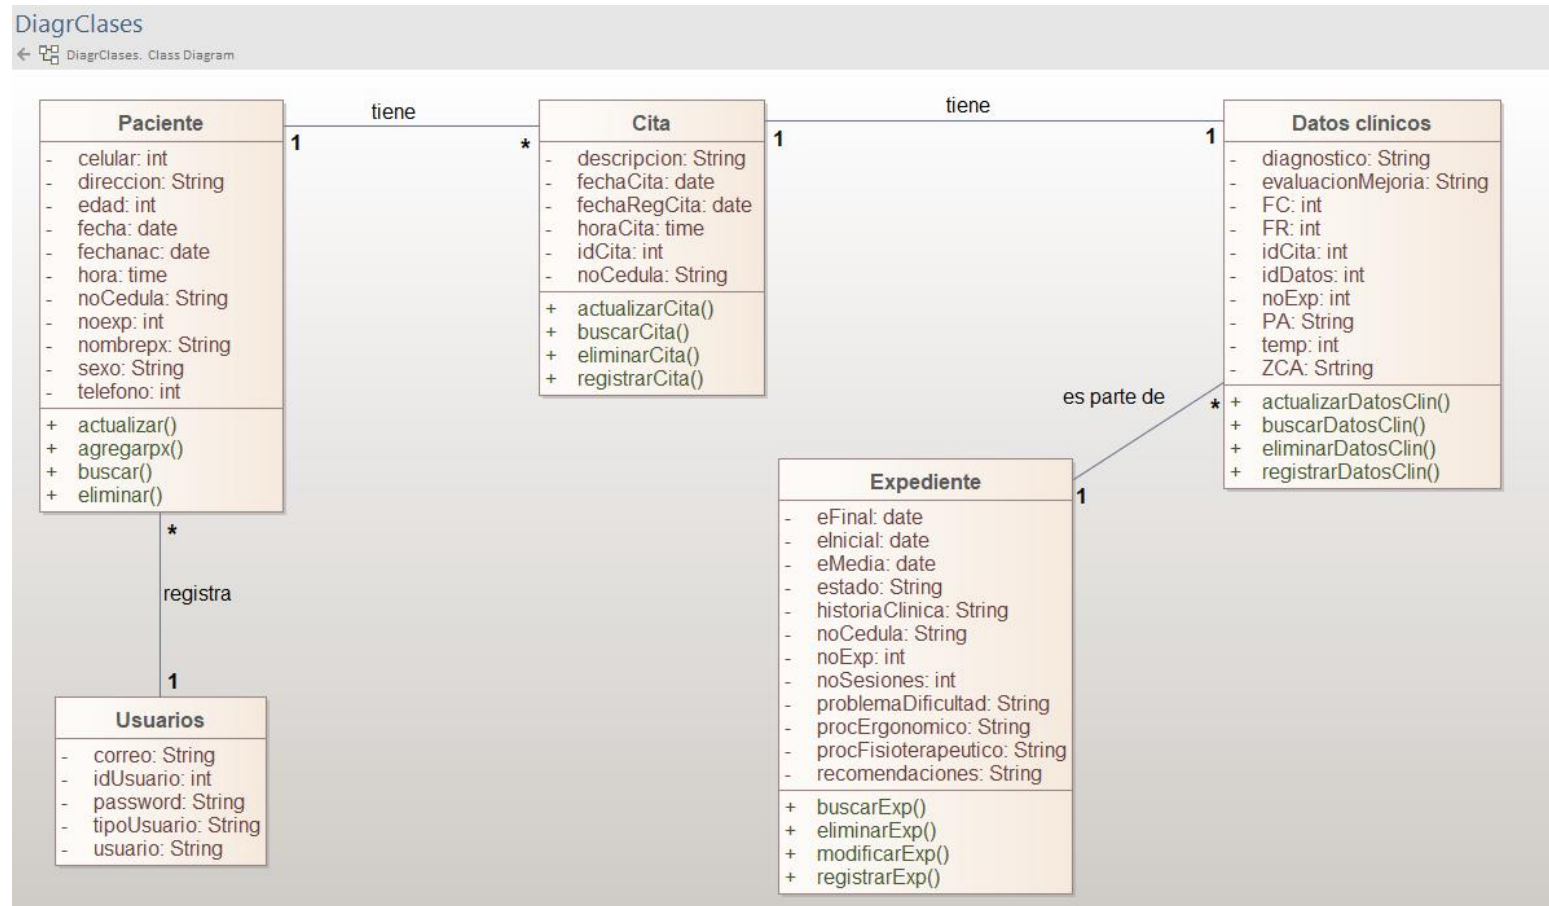 DiagrClases
DiagrClases. Class Diagram
Paciente
- celular: int
- direccion: String
- edad: int
- fecha: date
- fechanac: date
- hora: time
- noCedula: String
- noexp: int
- nombrepx: String
- sexo: String
- telefono: int
+ actualizar()
+ agregarpx()
+ buscar()
+ eliminar()
tiene
1
*
Cita
- descripcion: String
- fechaCita: date
- fechaRegCita: date
- horaCita: time
- idCita: int
- noCedula: String
+ actualizarCita()
+ buscarCita()
+ eliminarCita()
+ registrarCita()
tiene
1
1
Datos clínicos
- diagnostico: String
- evaluacionMejoria: String
- FC: int
- FR: int
- idCita: int
- idDatos: int
- noExp: int
- PA: String
- temp: int
- ZCA: Srtring
+ actualizarDatosClin()
+ buscarDatosClin()
+ eliminarDatosClin()
+ registrarDatosClin()
es parte de
*
1
Expediente
- eFinal: date
- eInicial: date
- eMedia: date
- estado: String
- historiaClinica: String
- noCedula: String
- noExp: int
- noSesiones: int
- problemaDificultad: String
- procErgonomico: String
- procFisioterapeutico: String
- recomendaciones: String
+ buscarExp()
+ eliminarExp()
+ modificarExp()
+ registrarExp()
*
registra
1
Usuarios
- correo: String
- idUsuario: int
- password: String
- tipoUsuario: String
- usuario: String